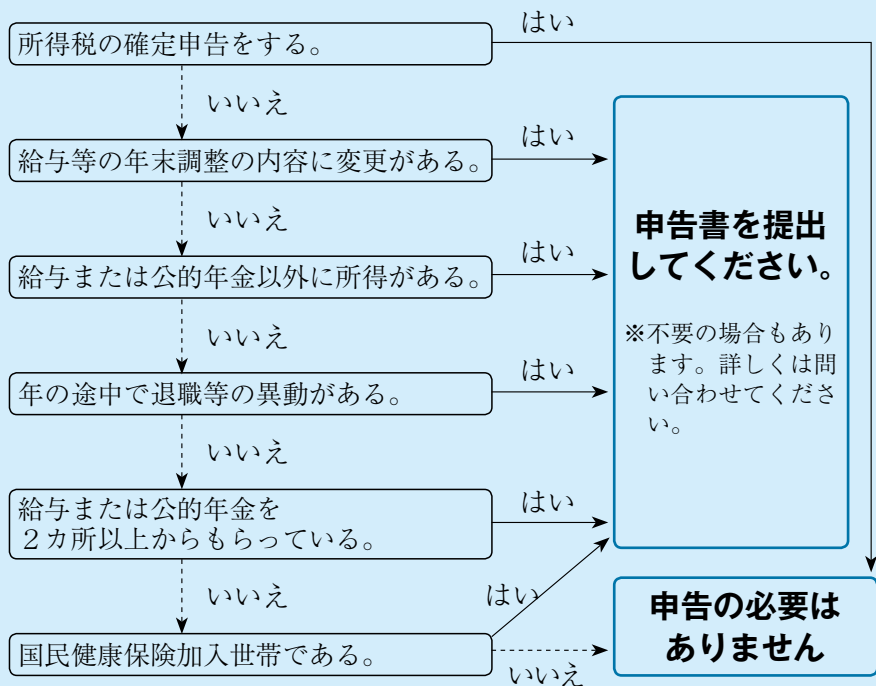 所得税の確定申告をする。
はい
いいえ
給与等の年末調整の内容に変更がある。
はい
いいえ
給与または公的年金以外に所得がある。
はい
いいえ
年の途中で退職等の異動がある。
はい
いいえ
給与または公的年金を
２カ所以上からもらっている。
はい
いいえ
国民健康保険加入世帯である。
はい
いいえ
申告書を提出
してください。
※不要の場合もあり
ます。詳しくは問
い合わせてくださ
い。
申告の必要は
ありません